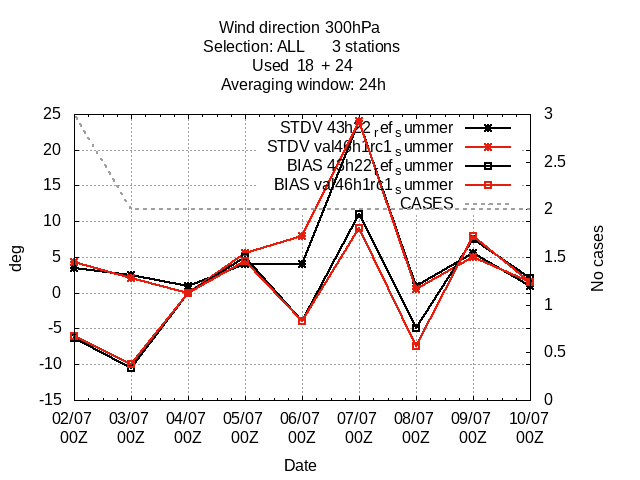 Wind direction 300hPa
Selection: ALL 3 stations
Used 18 + 24
Averaging window: 24h
25 3
STDV 43h22_ref_summer
20 STDV val46h1rc1_summer 2.5
BIAS 43h22_ref_summer
15 BIAS val46h1rc1_summer
CASES 2
10
5 1.5
0
1
-5
-10 0.5
-15 0
deg
No cases
02/07 03/07 04/07 05/07 06/07 07/07 08/07 09/07 10/07
00Z 00Z 00Z 00Z 00Z 00Z 00Z 00Z 00Z
Date